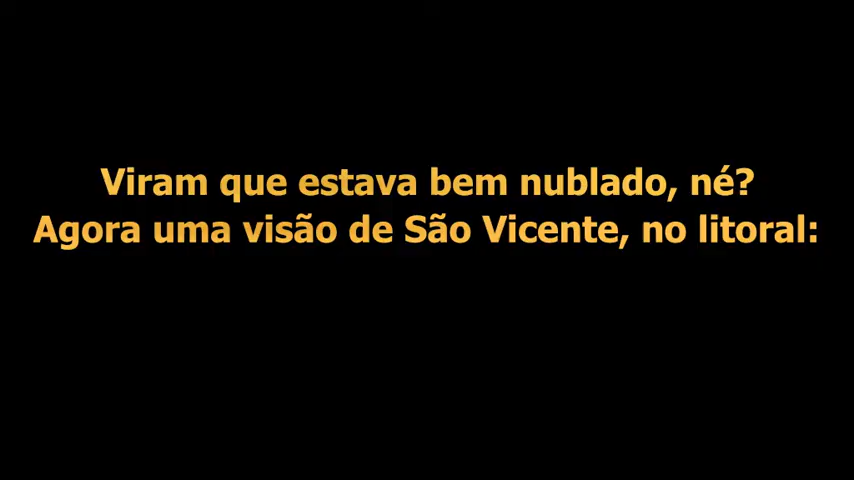 Viram que estava bem nublado, né?
Agora uma visão de São Vicente, no litoral: